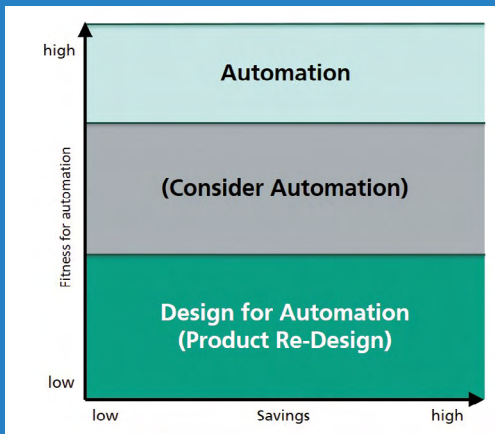 high
Automation
(Consider Automation)
Fitness for automation
Design for Automation
(Product Re-Design)
low
low Savings high